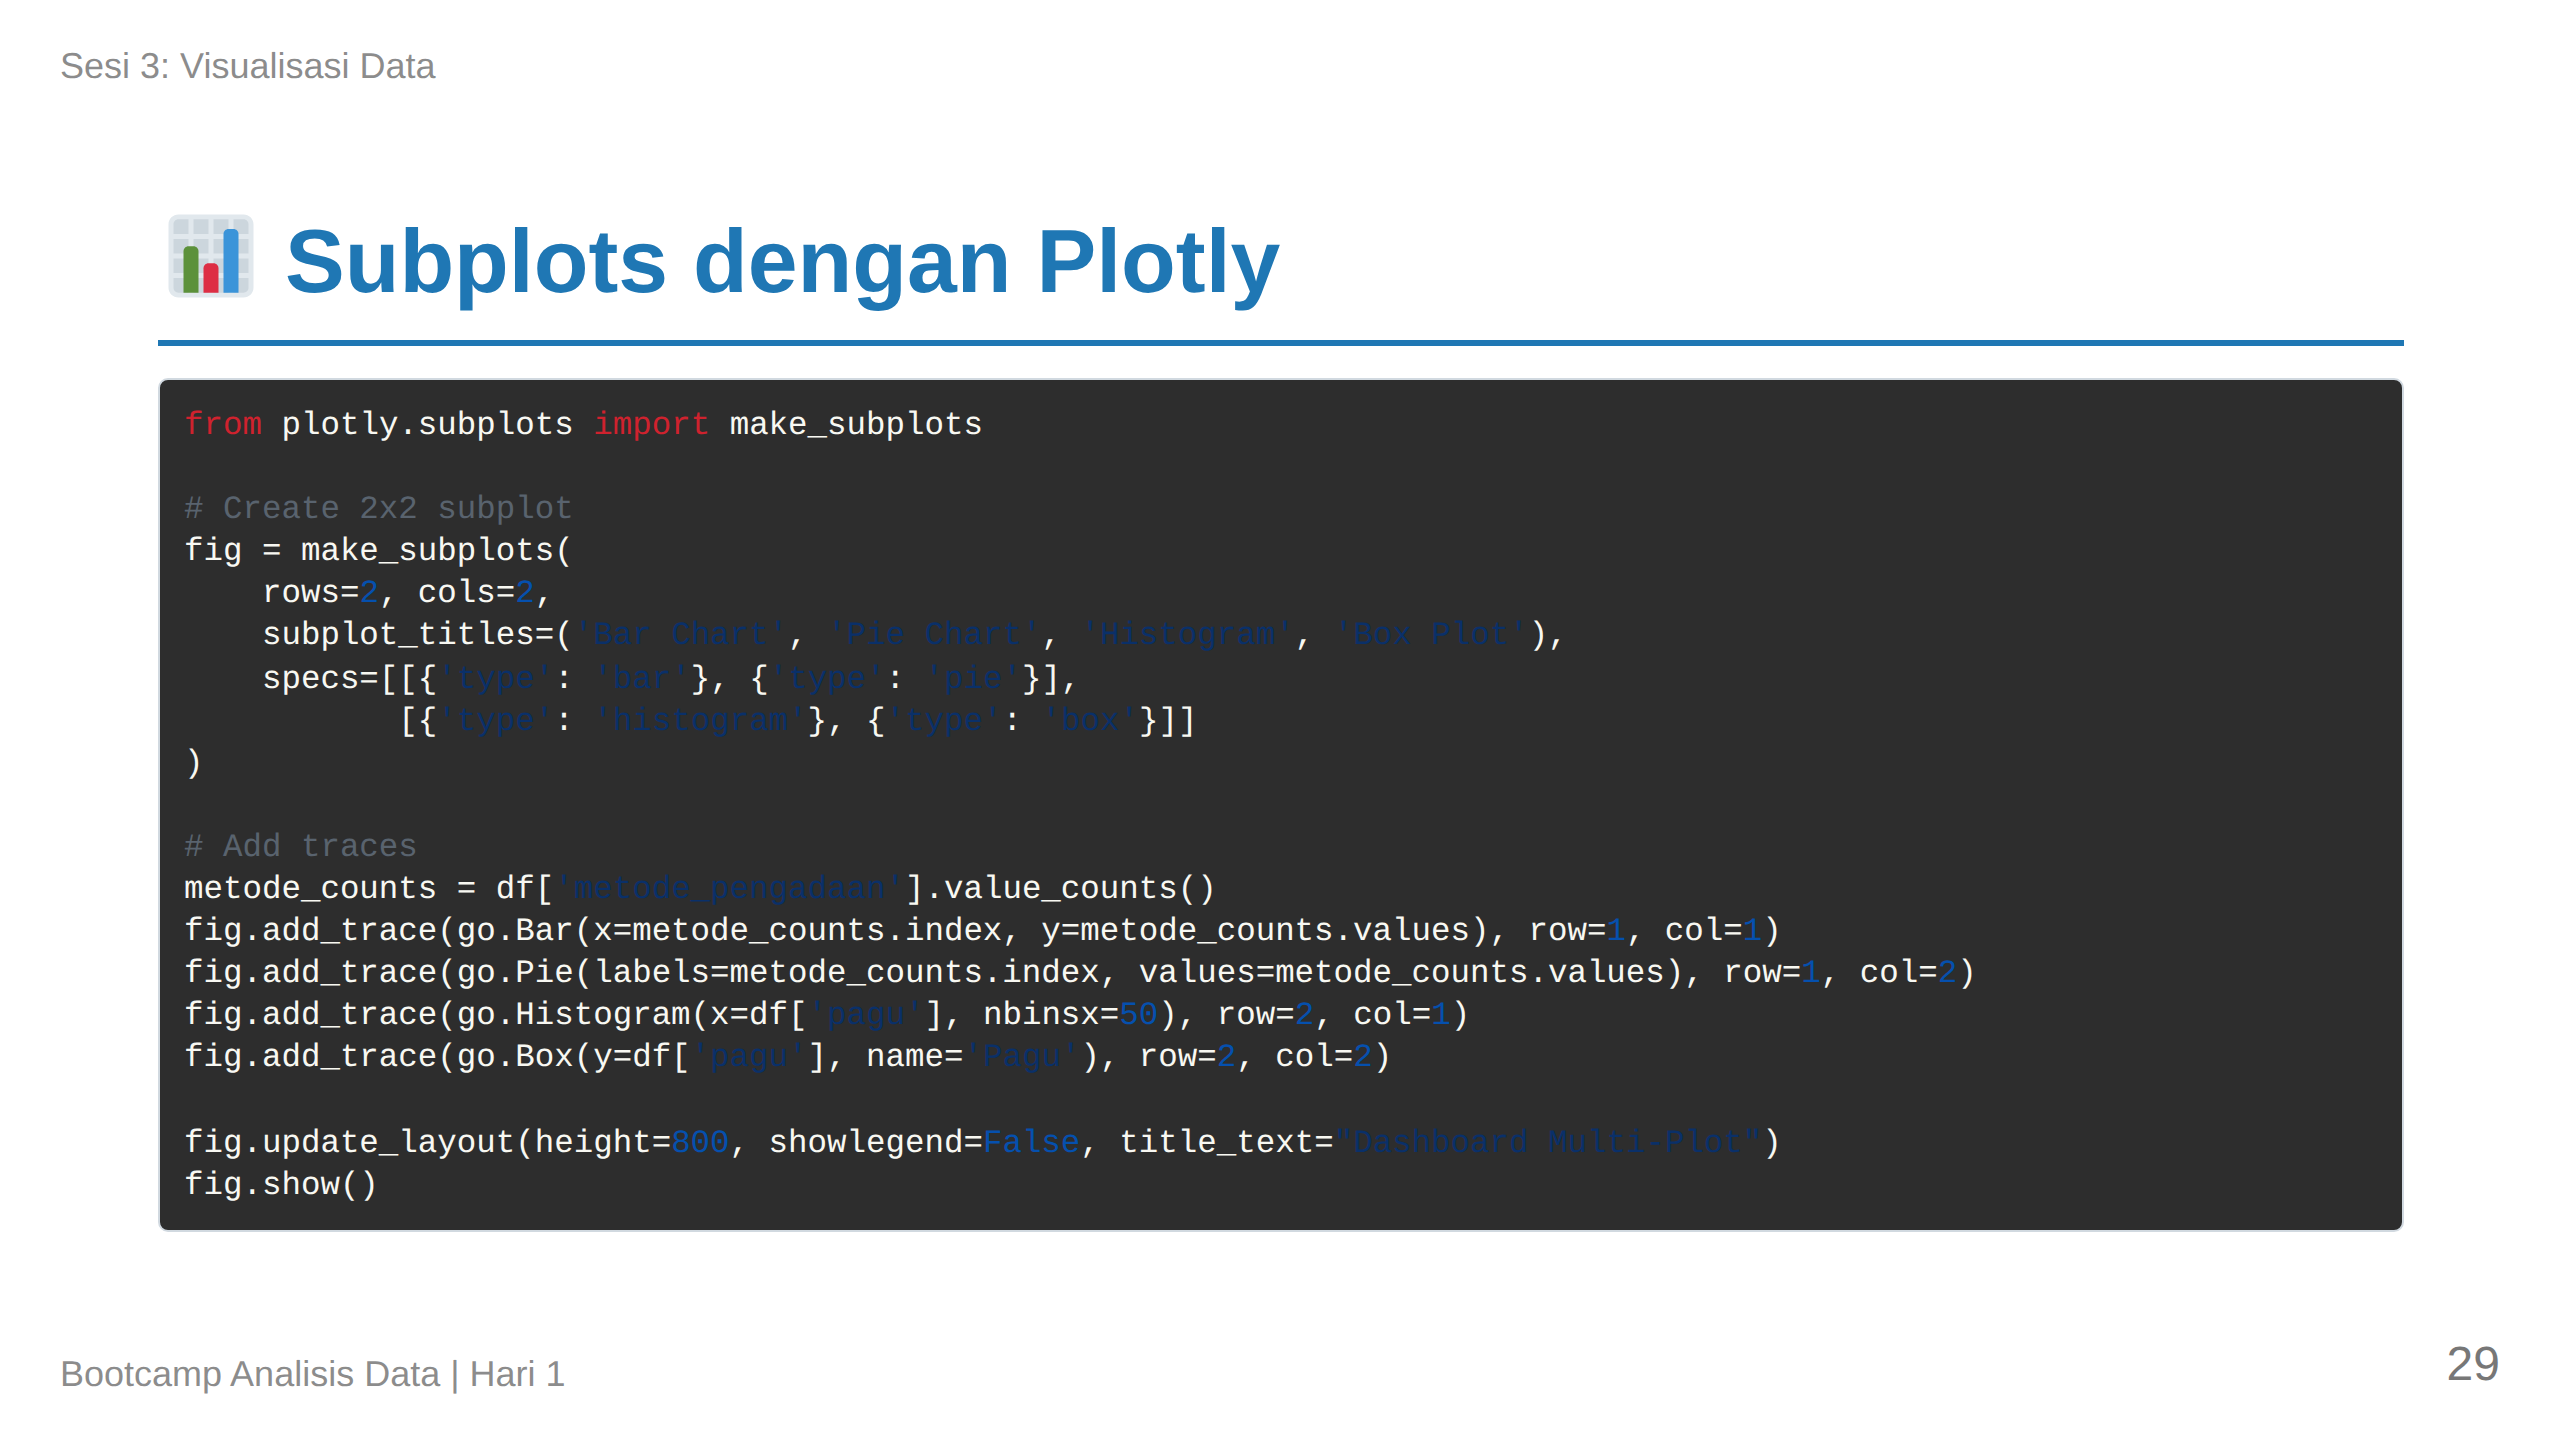 Sesi 3: Visualisasi Data
Subplots dengan Plotly
from plotly.subplots import make_subplots
# Create 2x2 subplot
fig = make_subplots(
    rows=2, cols=2,
    subplot_titles=('Bar Chart', 'Pie Chart', 'Histogram', 'Box Plot'),
    specs=[[{'type': 'bar'}, {'type': 'pie'}],
           [{'type': 'histogram'}, {'type': 'box'}]]
)
# Add traces
metode_counts = df['metode_pengadaan'].value_counts()
fig.add_trace(go.Bar(x=metode_counts.index, y=metode_counts.values), row=1, col=1)
fig.add_trace(go.Pie(labels=metode_counts.index, values=metode_counts.values), row=1, col=2)
fig.add_trace(go.Histogram(x=df['pagu'], nbinsx=50), row=2, col=1)
fig.add_trace(go.Box(y=df['pagu'], name='Pagu'), row=2, col=2)
fig.update_layout(height=800, showlegend=False, title_text="Dashboard Multi-Plot")
fig.show()
Bootcamp Analisis Data | Hari 1
29